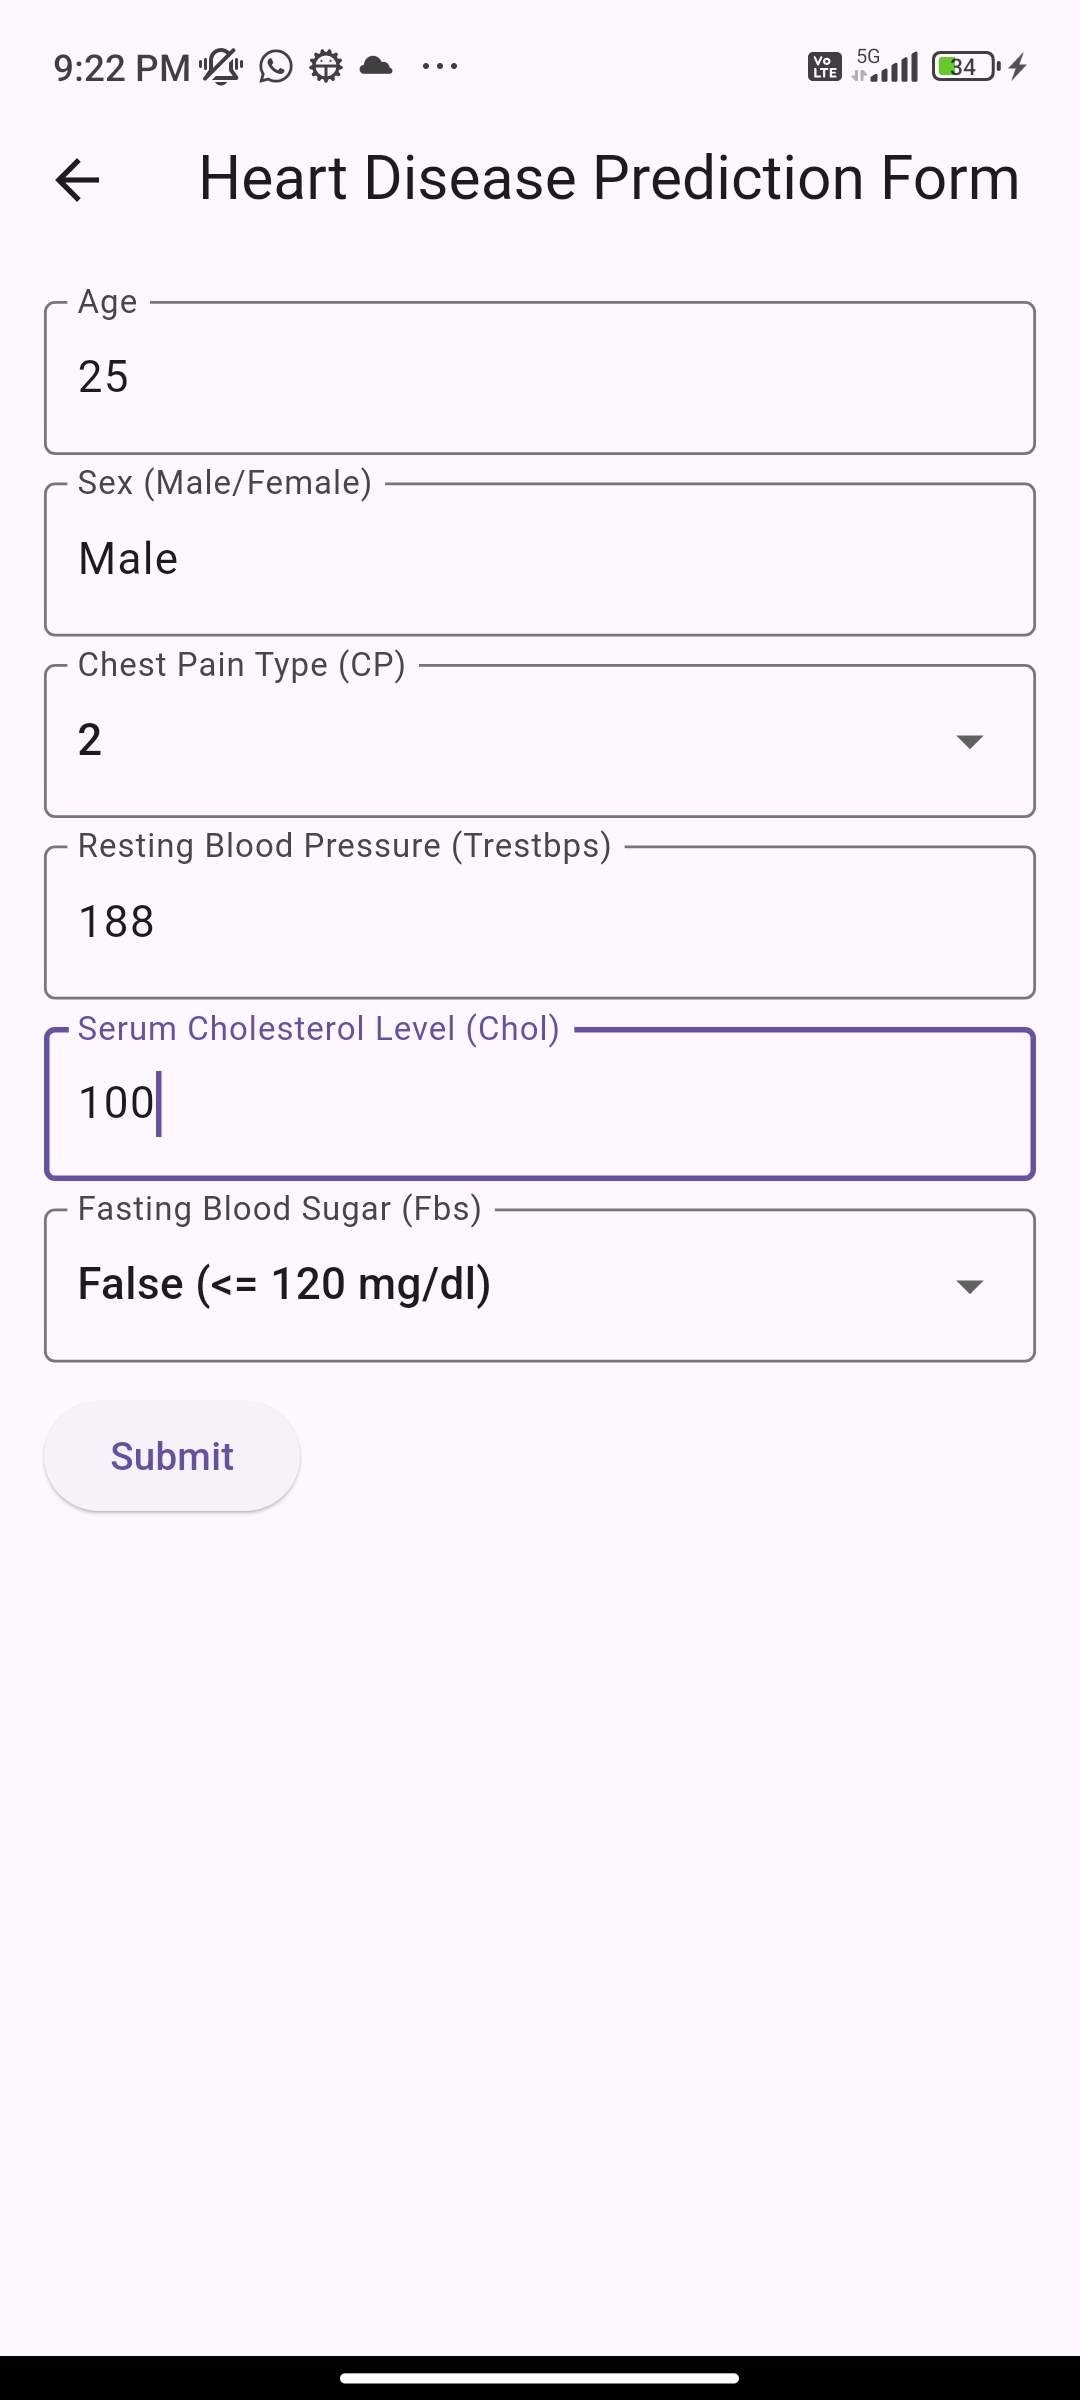 9:22 PM
Vo LTE 5G 34
Heart Disease Prediction Form
Age
25
Sex (Male/Female)
Male
Chest Pain Type (CP)
2
Resting Blood Pressure (Trestbps)
188
Serum Cholesterol Level (Chol)
100
Fasting Blood Sugar (Fbs)
False (<= 120 mg/dl)
Submit